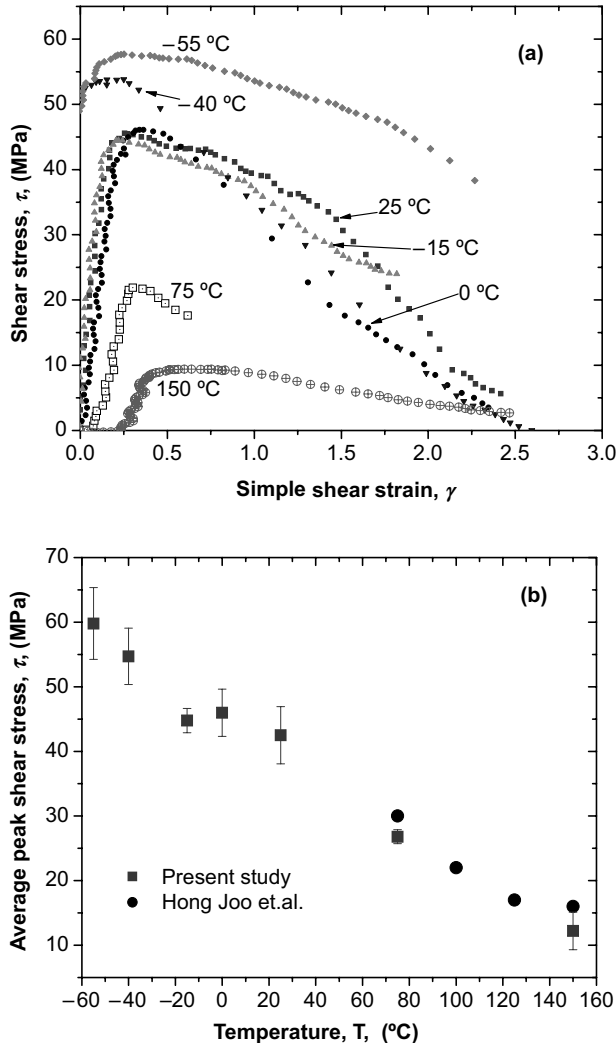 60
50
40
30
20
10
0
Shear stress, τ, (MPa)
(a)
–55 ºC
–40 ºC
25 ºC
–15 ºC
75 ºC
0 ºC
150 ºC
0.0 0.5 1.0 1.5 2.0 2.5 3.0
Simple shear strain, γ
70
60
50
40
30
20
10
Average peak shear stress, τ, (MPa)
(b)
Present study
Hong Joo et.al.
–60 –40 –20 0 20 40 60 80 100 120 140 160
Temperature, T, (ºC)